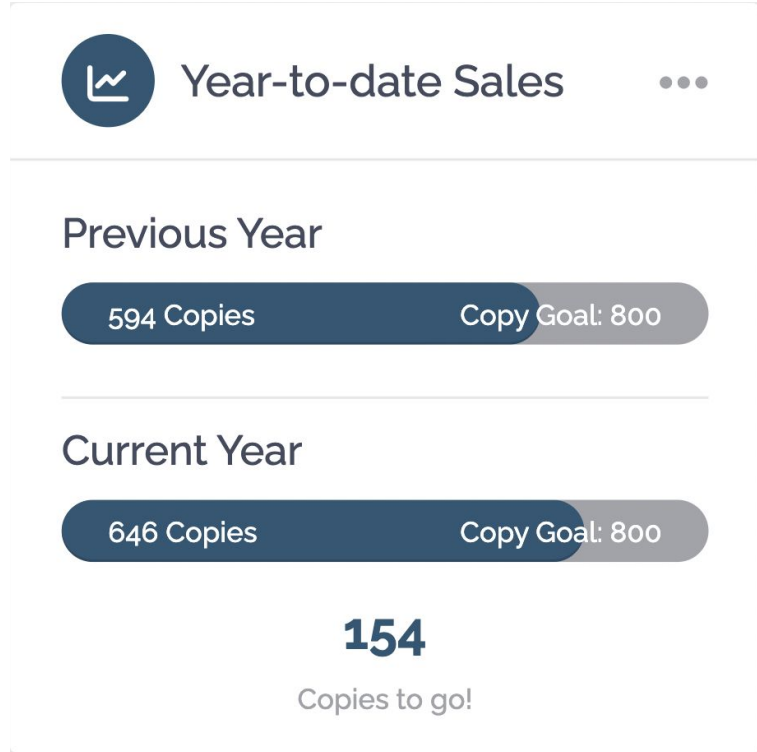 Year-to-date Sales
Previous Year
594 Copies Copy Goal: 800
Current Year
646 Copies Copy Goal: 800
154
Copies to go!